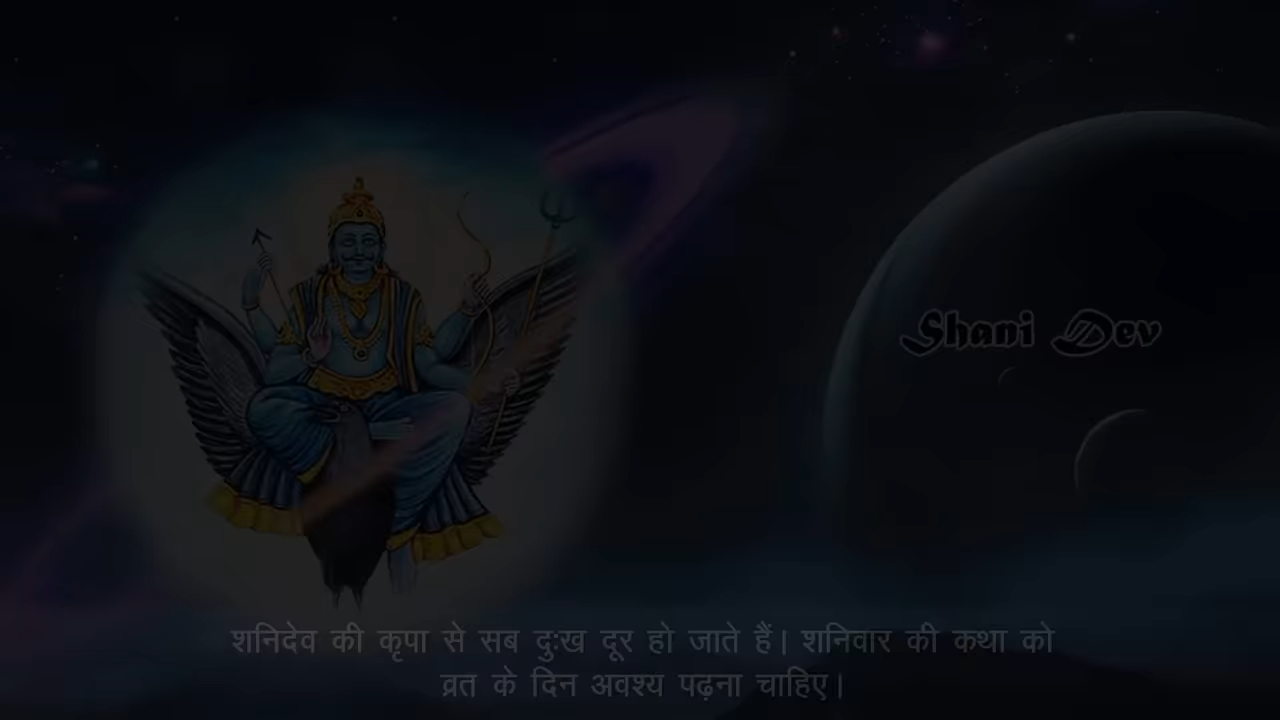 Shani Dev
शनिदेव की कृपा से सब दुःख दूर हो जाते हैं। शनिवार की कथा को
व्रत के दिन अवश्य पढ़ना चाहिए।